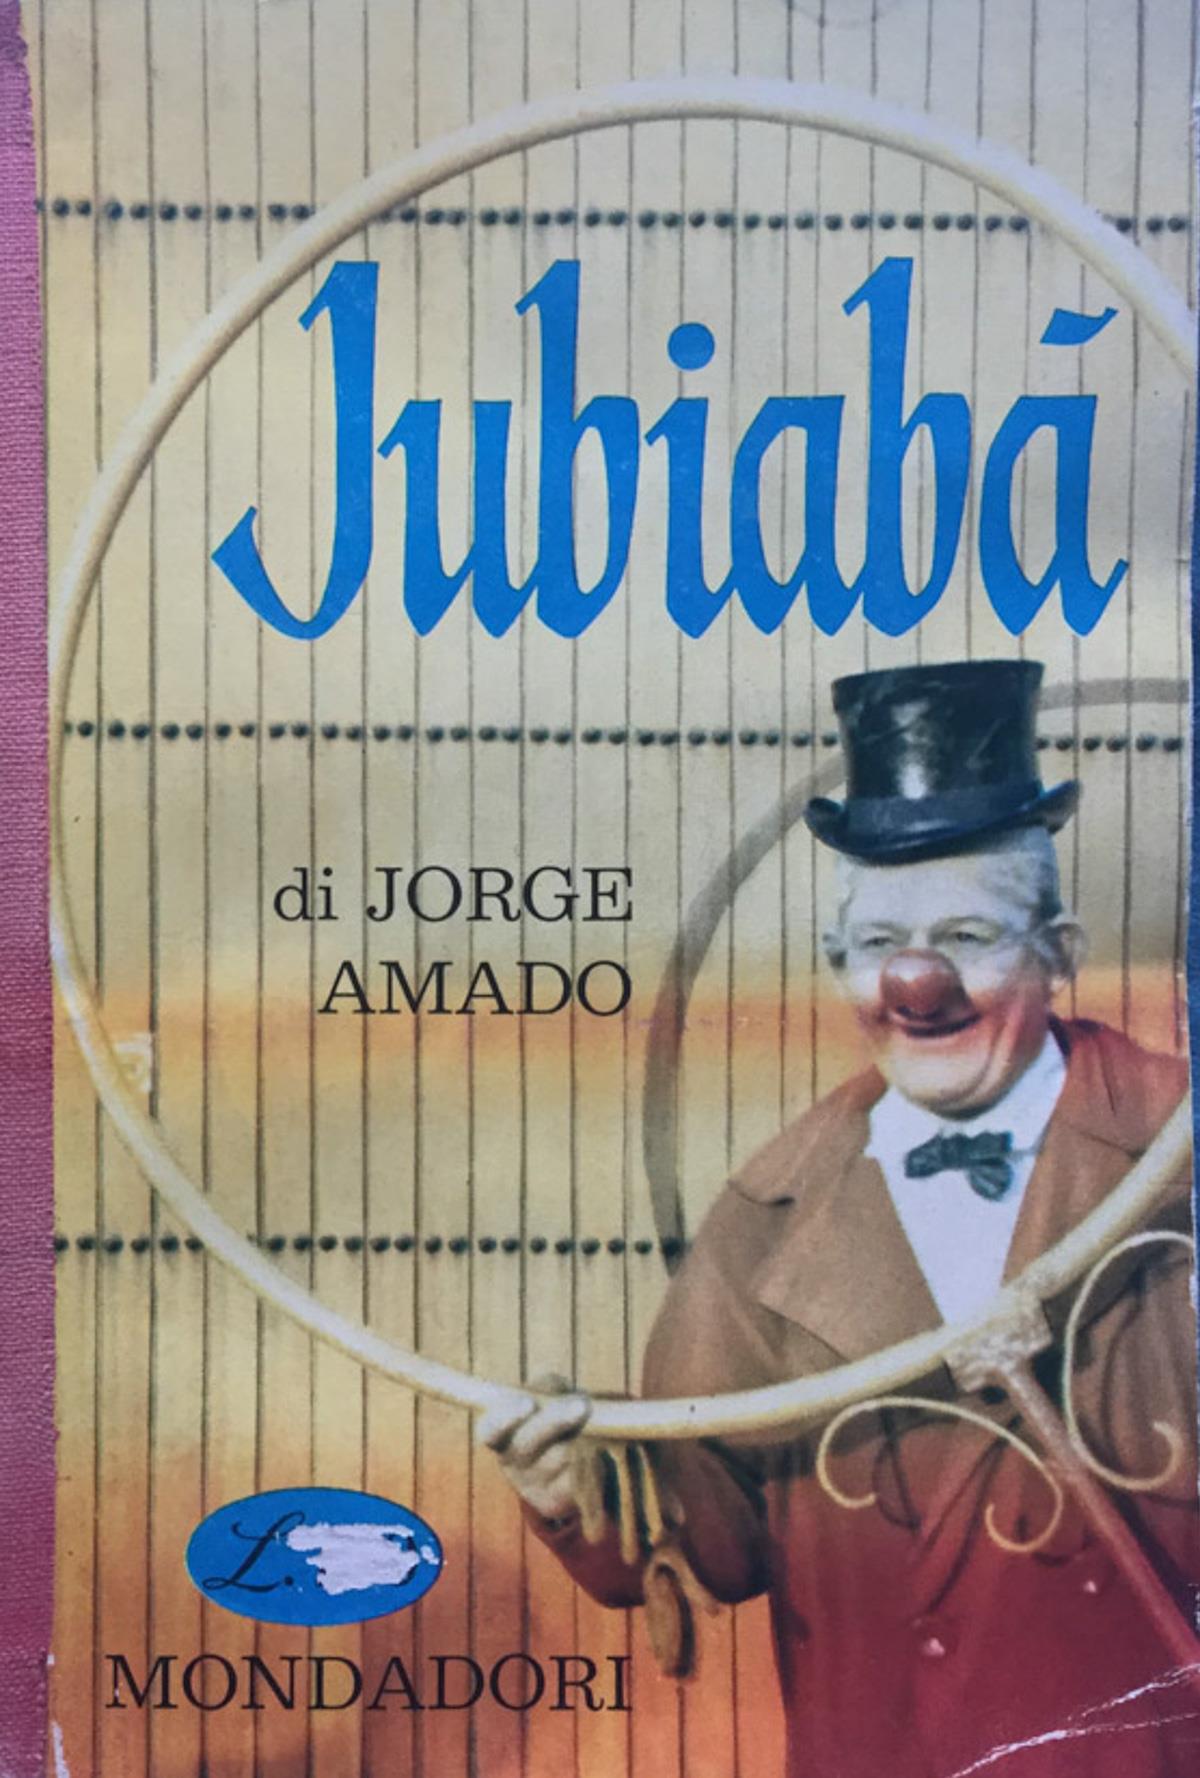 Jubiabá
di JORGE
AMADO
L.
MONDADORI